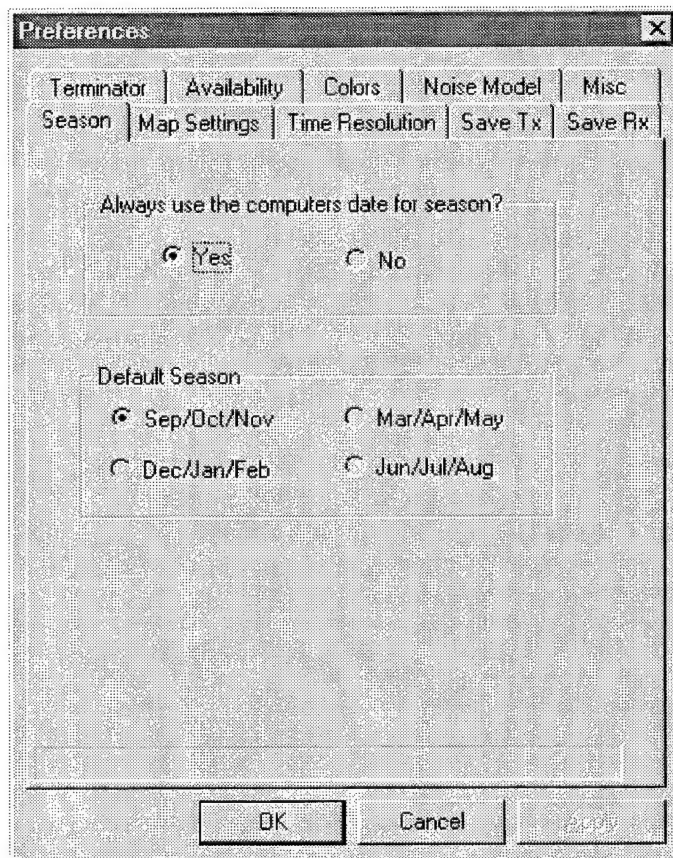 Preferences
Terminator Availability Colors Noise Model Misc
Season Map Settings Time Resolution Save Tx Save Rx
Always use the computers date for season?
Yes No
Default Season
Sep/Oct/Nov Mar/Apr/May
Dec/Jan/Feb Jun/Jul/Aug
OK Cancel Apply